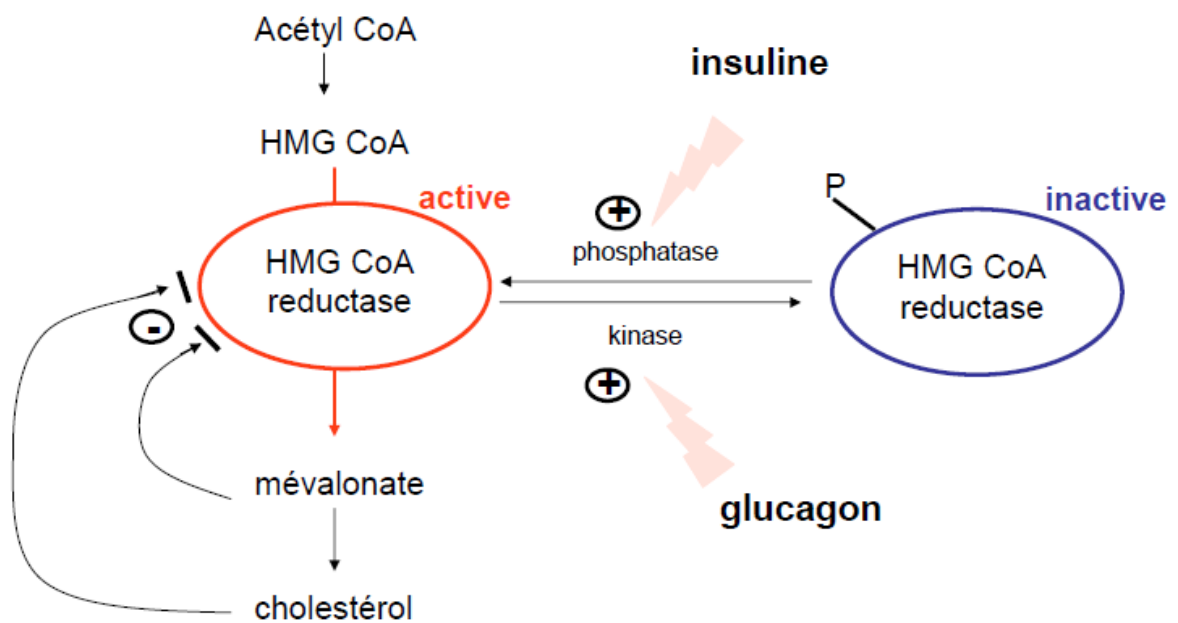 Acétyl CoA
insuline
HMG CoA
active
P
inactive
+
phosphatase
HMG CoA
reductase
HMG CoA
reductase
-
kinase
+
mévalonate
glucagon
cholestérol